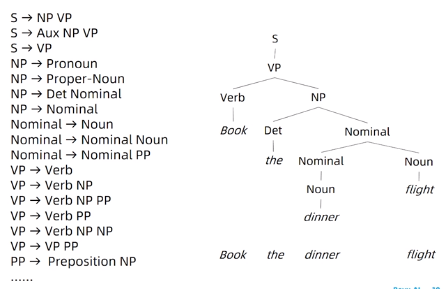 S → NP VP
S → Aux NP VP
S → VP
NP → Pronoun
NP → Proper-Noun
NP → Det Nominal
NP → Nominal
Nominal → Noun
Nominal → Nominal Noun
Nominal → Nominal PP
VP → Verb
VP → Verb NP
VP → Verb NP PP
VP → Verb PP
VP → Verb NP NP
VP → VP PP
PP → Preposition NP
......
S
VP
Verb NP
Book Det Nominal
the Nominal Noun
Noun flight
dinner
Book the dinner flight